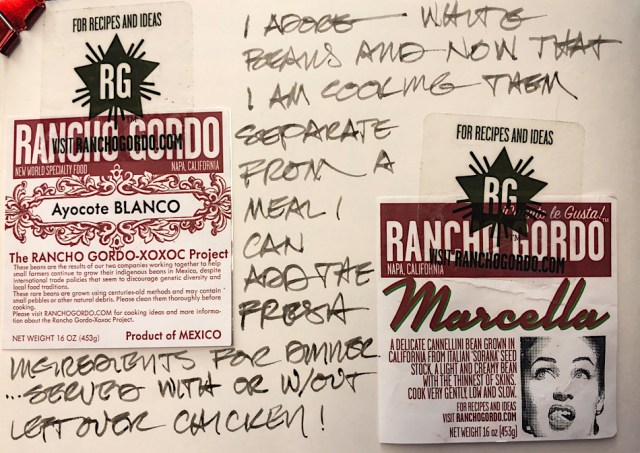 FOR RECIPES AND IDEAS
RG
VISIT RANCHOGORDO.COM
RANCHO GORDO™
NEW WORLD SPECIALTY FOOD
NAPA, CALIFORNIA
Ayocote BLANCO
The RANCHO GORDO-XOXOC Project
These beans are the results of our two companies working together to help
small farmers continue to grow their indigenous beans in Mexico, despite
international trade policies that seem to discourage genetic diversity and
local food traditions.
These rare beans are grown using centuries-old methods and may contain
small pebbles or other natural debris. Please clean them thoroughly before
cooking.
Please visit RANCHOGORDO.COM for cooking ideas and more informa-
tion about the Rancho Gordo-Xoxoc Project.
NET WEIGHT 16 OZ (453g)
Product of MEXICO
I ADORE WHITE
BEANS AND NOW THAT
I AM COOKING THEM
SEPARATE
FROM A
MEAL I
CAN
ADD THE
FRESH
INGREDIENTS FOR DINNER
...SERVED WITH OR W/OUT
LEFTOVER CHICKEN!
FOR RECIPES AND IDEAS
RG
VISIT RANCHOGORDO.COM
le Gusta!
RANCHO GORDO™
NAPA, CALIFORNIA
Marcella
A DELICATE CANNELLINI BEAN GROWN IN
CALIFORNIA FROM ITALIAN 'SORANA' SEED
STOCK. A LIGHT AND CREAMY BEAN
WITH THE THINNEST OF SKINS.
COOK VERY GENTLY, LOW AND SLOW.
FOR RECIPES AND IDEAS
VISIT RANCHOGORDO.COM
NET WEIGHT 16 oz (453g)